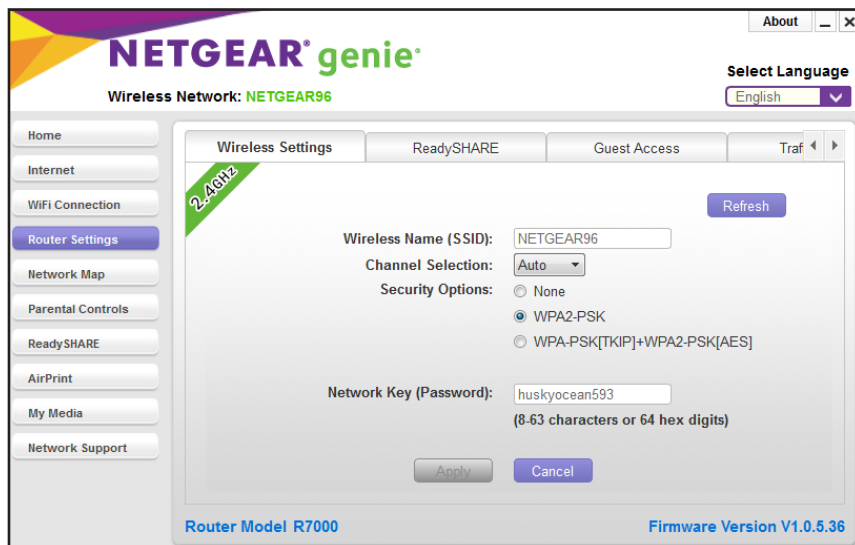 About
NETGEAR® genie®
Select Language
Wireless Network: NETGEAR96
English
Home
Internet
WiFi Connection
Router Settings
Network Map
Parental Controls
ReadySHARE
AirPrint
My Media
Network Support
Wireless Settings
ReadySHARE
Guest Access
Traf
2.4GHz
Refresh
Wireless Name (SSID): NETGEAR96
Channel Selection: Auto
Security Options: None
WPA2-PSK
WPA-PSK[TKIP]+WPA2-PSK[AES]
Network Key (Password): huskyocean593
(8-63 characters or 64 hex digits)
Apply
Cancel
Router Model R7000
Firmware Version V1.0.5.36